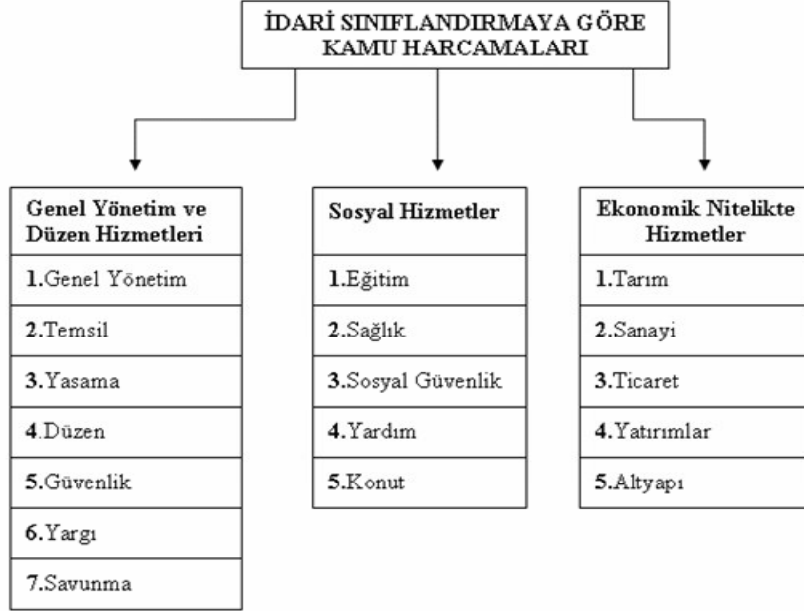 İDARİ SINIFLANDIRMAYA GÖRE
KAMU HARCAMALARI
Genel Yönetim ve
Düzen Hizmetleri
1.Genel Yönetim
2.Temsil
3.Yasama
4.Düzen
5.Güvenlik
6.Yargı
7.Savunma
Sosyal Hizmetler
1.Eğitim
2.Sağlık
3.Sosyal Güvenlik
4.Yardım
5.Konut
Ekonomik Nitelikte
Hizmetler
1.Tarım
2.Sanayi
3.Ticaret
4.Yatırımlar
5.Altyapı